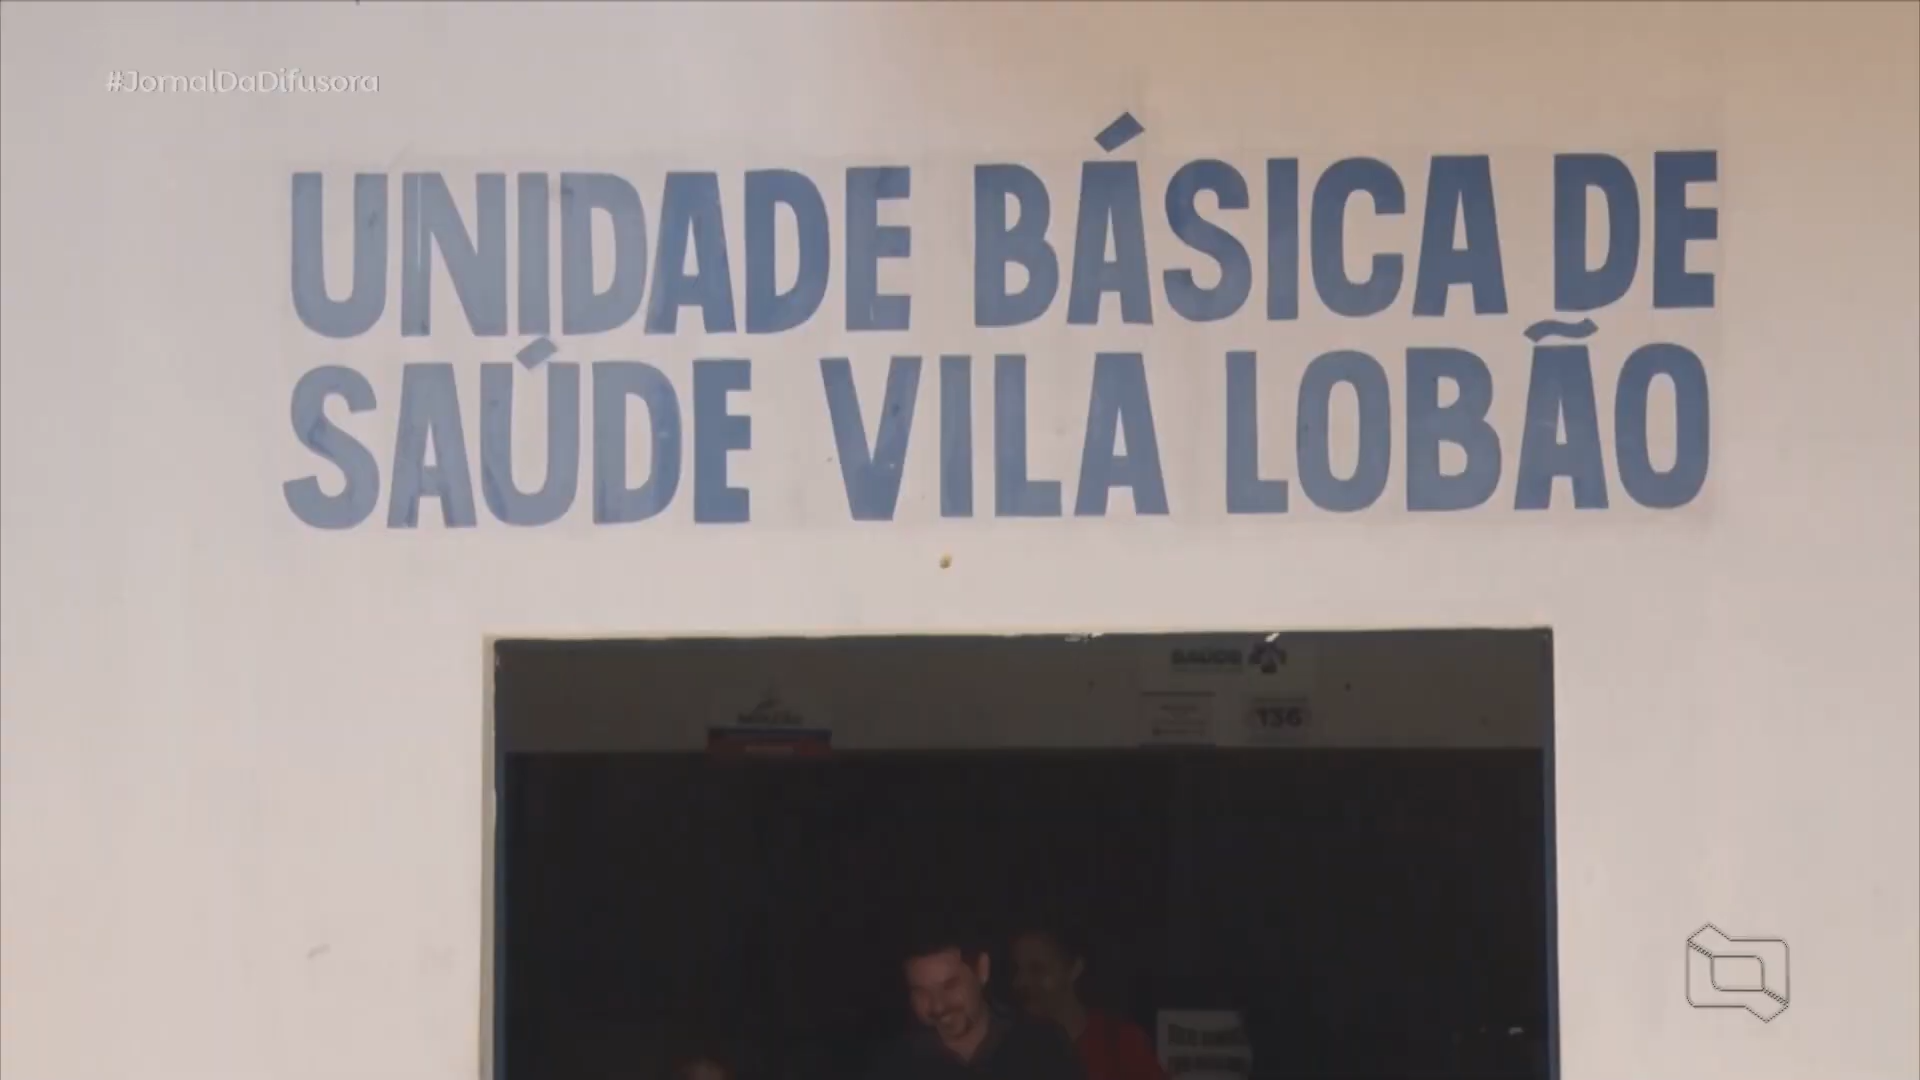 #JornalDaDifusora
UNIDADE BÁSICA DE
SAÚDE VILA LOBÃO
SAÚDE
136